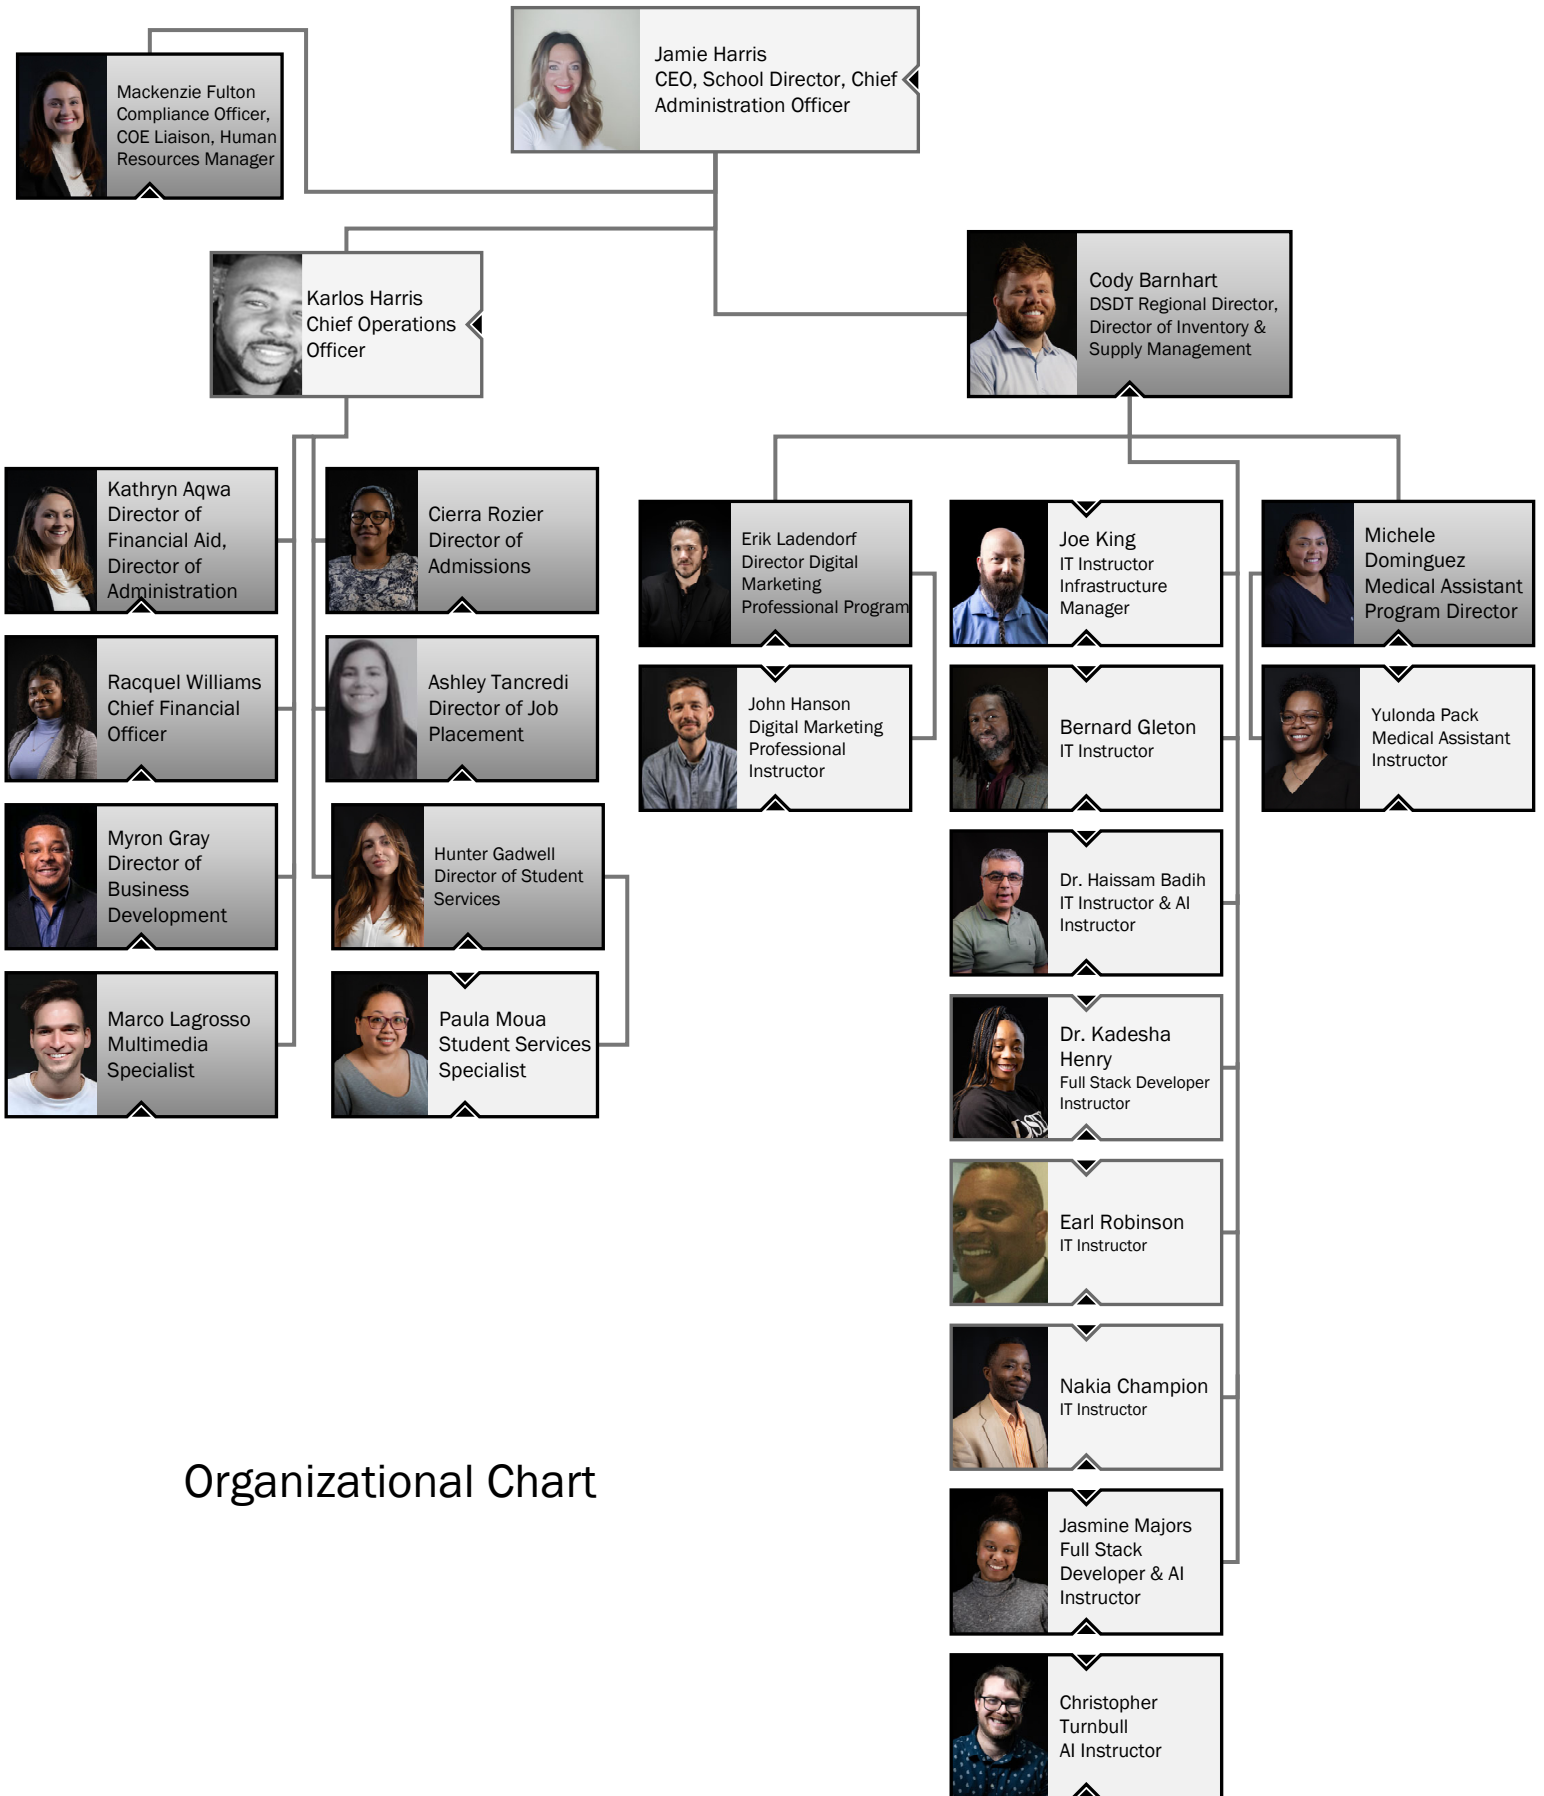 Jamie Harris
CEO, School Director, Chief
Administration Officer
Mackenzie Fulton
Compliance Officer,
COE Liaison, Human
Resources Manager
Karlos Harris
Chief Operations
Officer
Cody Barnhart
DSDT Regional Director,
Director of Inventory &
Supply Management
Kathryn Aqwa
Director of
Financial Aid,
Director of
Administration
Cierra Rozier
Director of
Admissions
Racquel Williams
Chief Financial
Officer
Ashley Tancredi
Director of Job
Placement
Myron Gray
Director of
Business
Development
Hunter Gadwell
Director of Student
Services
Marco Lagrosso
Multimedia
Specialist
Paula Moua
Student Services
Specialist
Erik Ladendorf
Director Digital
Marketing
Professional Program
John Hanson
Digital Marketing
Professional
Instructor
Joe King
IT Instructor
Infrastructure
Manager
Bernard Gleton
IT Instructor
Dr. Haissam Badih
IT Instructor & AI
Instructor
Dr. Kadesha
Henry
Full Stack Developer
Instructor
Earl Robinson
IT Instructor
Nakia Champion
IT Instructor
Jasmine Majors
Full Stack
Developer & AI
Instructor
Christopher
Turnbull
AI Instructor
Michele
Dominguez
Medical Assistant
Program Director
Yulonda Pack
Medical Assistant
Instructor
Organizational Chart